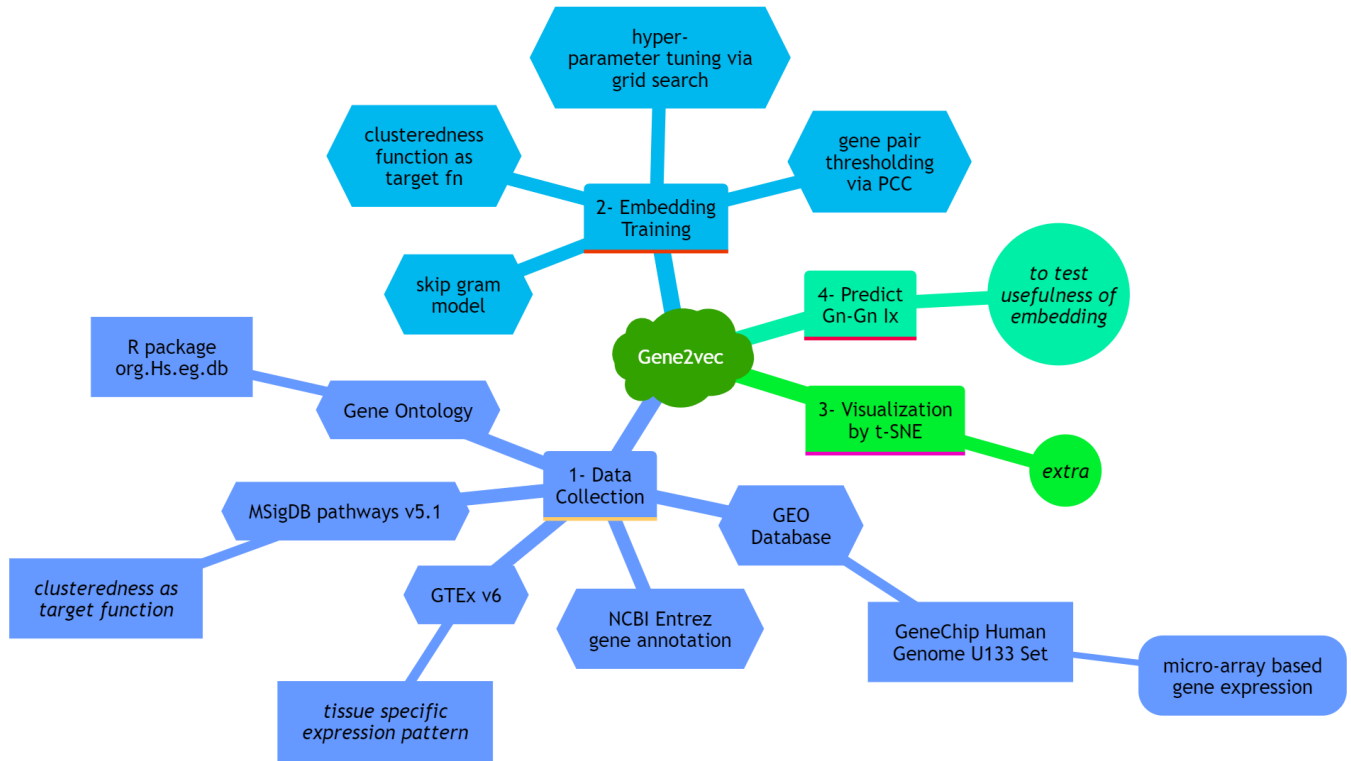 hyper-
parameter tuning via
grid search
clusteredness
function as
target fn
gene pair
thresholding
via PCC
2- Embedding
Training
skip gram
model
4- Predict
Gn-Gn Ix
to test
usefulness of
embedding
Gene2vec
3- Visualization
by t-SNE
extra
R package
org.Hs.eg.db
Gene Ontology
1- Data
Collection
MSigDB pathways v5.1
clusteredness as
target function
GTEx v6
tissue specific
expression pattern
NCBI Entrez
gene annotation
GEO
Database
GeneChip Human
Genome U133 Set
micro-array based
gene expression